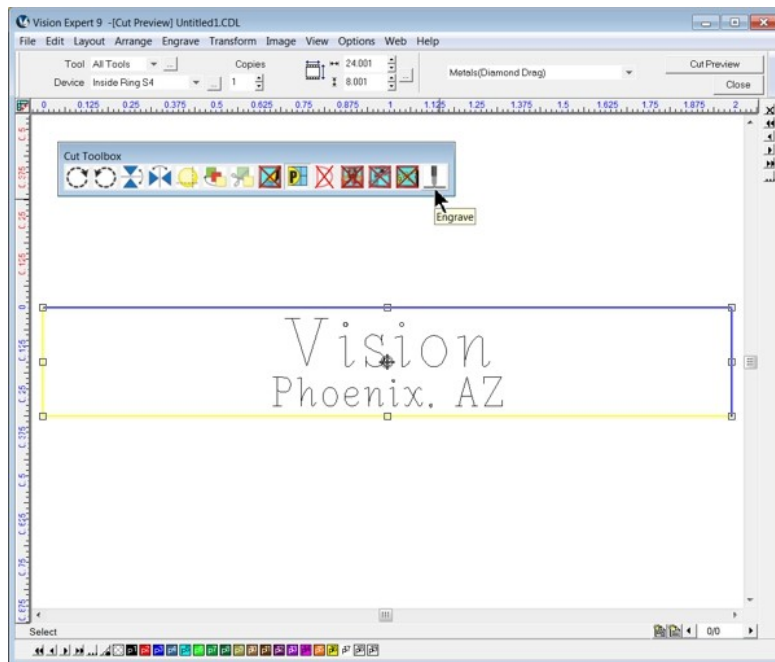 Vision Expert 9 -[Cut Preview] Untitled1.CDL
File Edit Layout Arrange Engrave Transform Image View Options Web Help
Tool All Tools ... Copies 24.001 Metals(Diamond Drag) Cut Preview
Device Inside Ring S4 ... 1 8.001 ... Close
0 0.125 0.25 0.375 0.5 0.625 0.75 0.875 1 1.125 1.25 1.375 1.5 1.625 1.75 1.875 2
Cut Toolbox
P
Engrave
Vision
Phoenix, AZ
Select 0/0